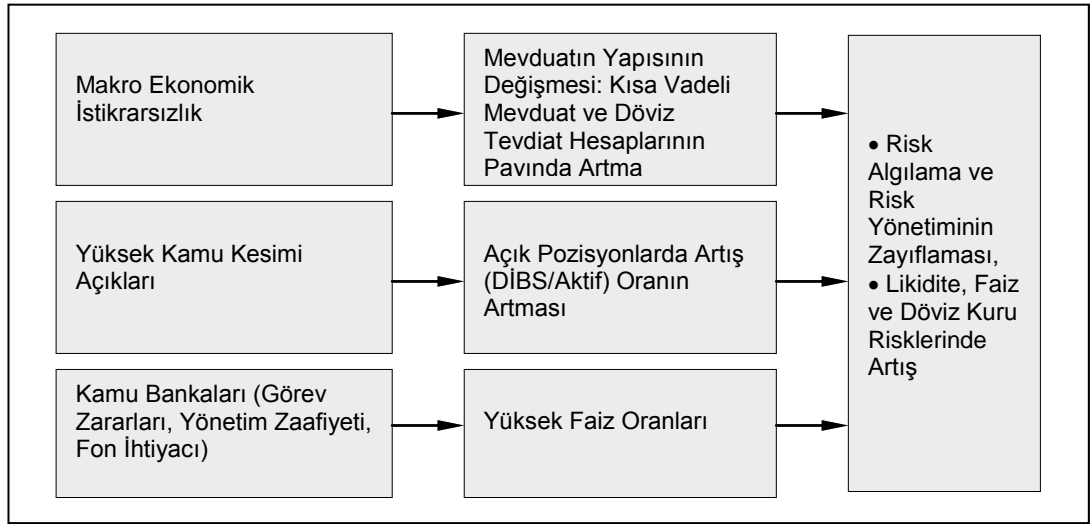 Makro Ekonomik
İstikrarsızlık
Mevduatın Yapısının
Değişmesi: Kısa Vadeli
Mevduat ve Döviz
Tevdiat Hesaplarının
Pavında Artma
Yüksek Kamu Kesimi
Açıkları
Açık Pozisyonlarda Artış
(DİBS/Aktif) Oranın
Artması
Kamu Bankaları (Görev
Zararları, Yönetim Zaafiyeti,
Fon İhtiyacı)
Yüksek Faiz Oranları
• Risk
Algılama ve
Risk
Yönetiminin
Zayıflaması,
• Likidite, Faiz
ve Döviz Kuru
Risklerinde
Artış